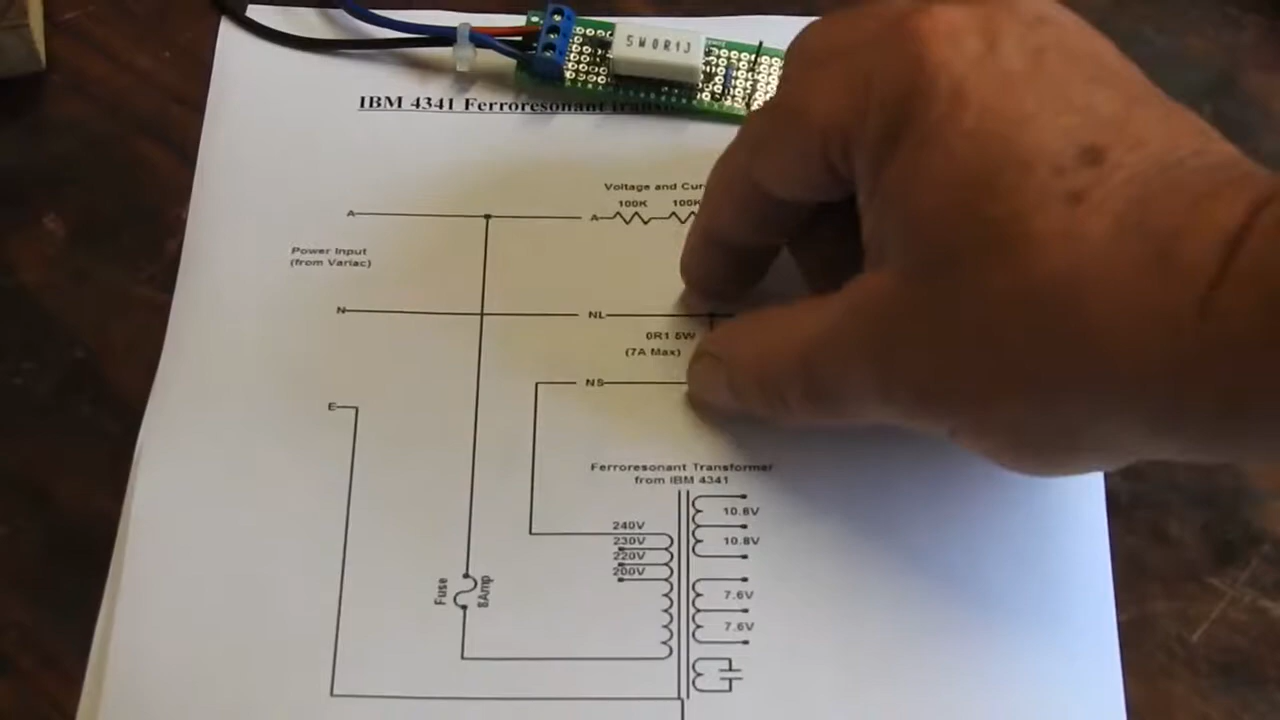 5W0R1J
IBM 4341 Ferroresonant
Voltage and Cur
100K 100K
A A
Power Input
(from Variac)
N NL
0R1 5W
(7A Max)
NS
E
Ferroresonant Transformer
from IBM 4341
240V
230V
220V
200V
10.8V
10.8V
7.6V
7.6V
Fuse
8Amp